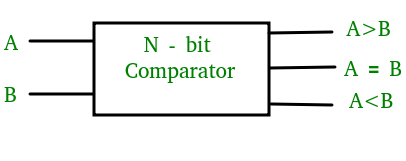 A
B
N - bit
Comparator
A>B
A = B
A<B